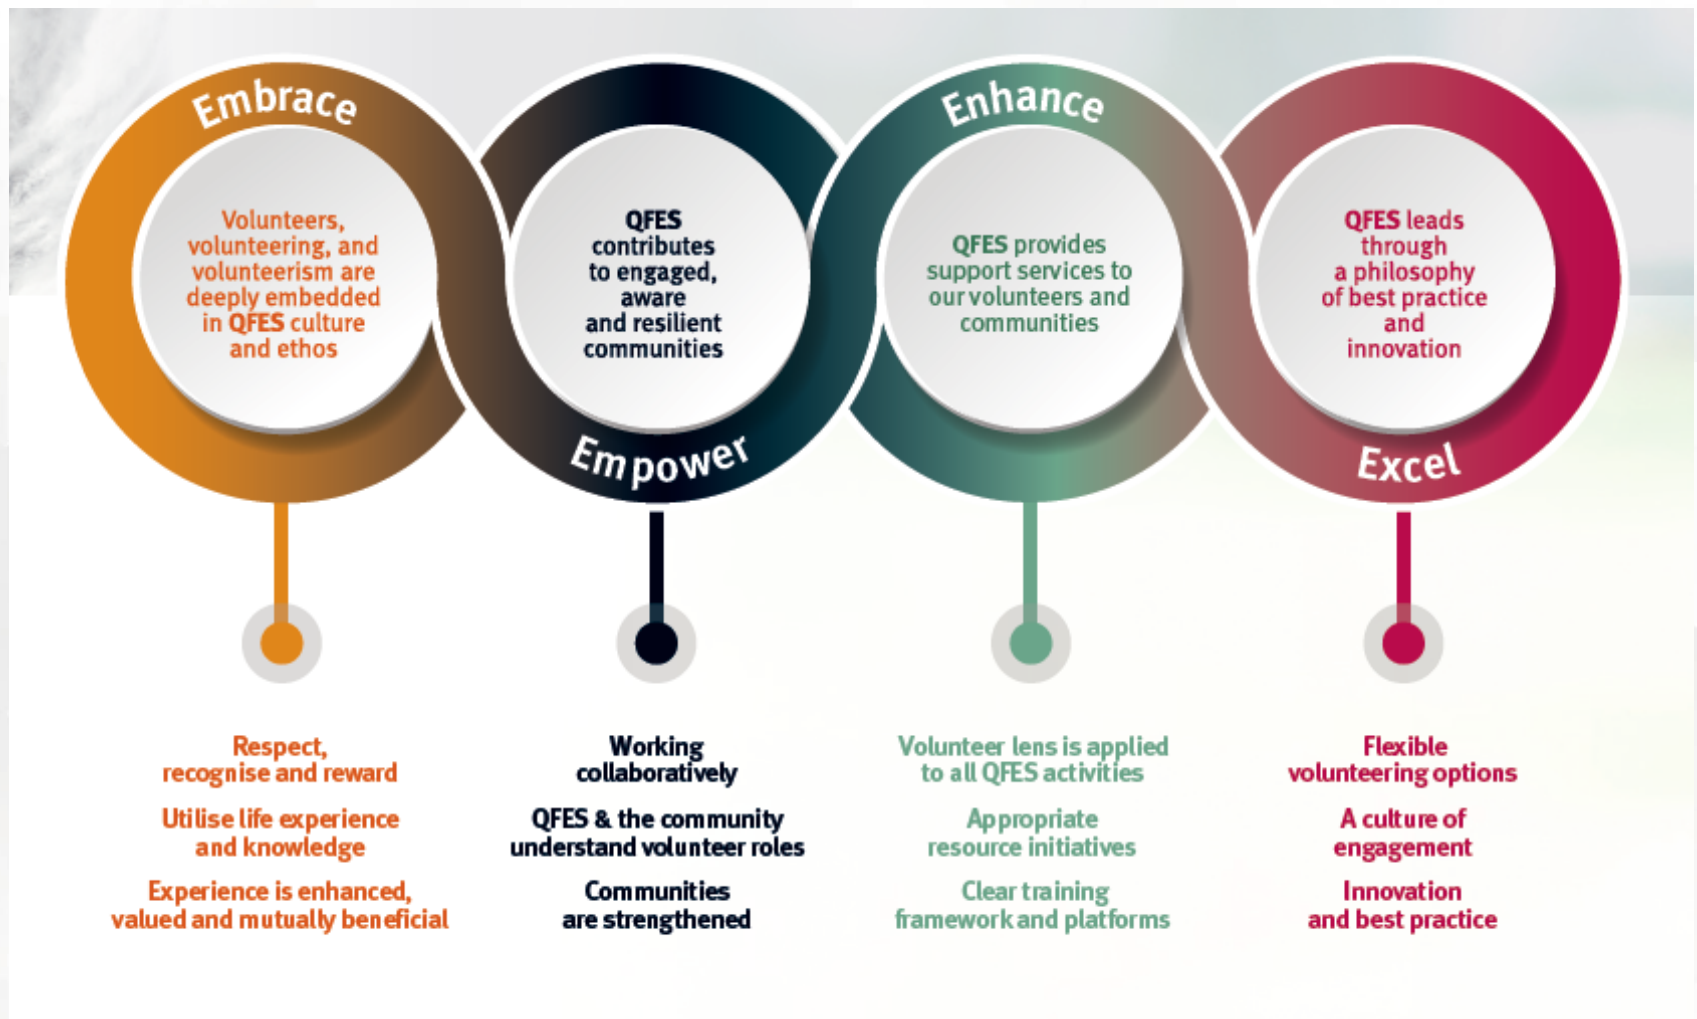 Embrace
Volunteers,
volunteering, and
volunteerism are
deeply embedded
in QFES culture
and ethos
Respect,
recognise and reward
Utilise life experience
and knowledge
Experience is enhanced,
valued and mutually beneficial
QFES
contributes
to engaged,
aware
and resilient
communities
Empower
Working
collaboratively
QFES & the community
understand volunteer roles
Communities
are strengthened
Enhance
QFES provides
support services to
our volunteers and
communities
Volunteer lens is applied
to all QFES activities
Appropriate
resource initiatives
Clear training
framework and platforms
QFES leads
through
a philosophy
of best practice
and
innovation
Excel
Flexible
volunteering options
A culture of
engagement
Innovation
and best practice